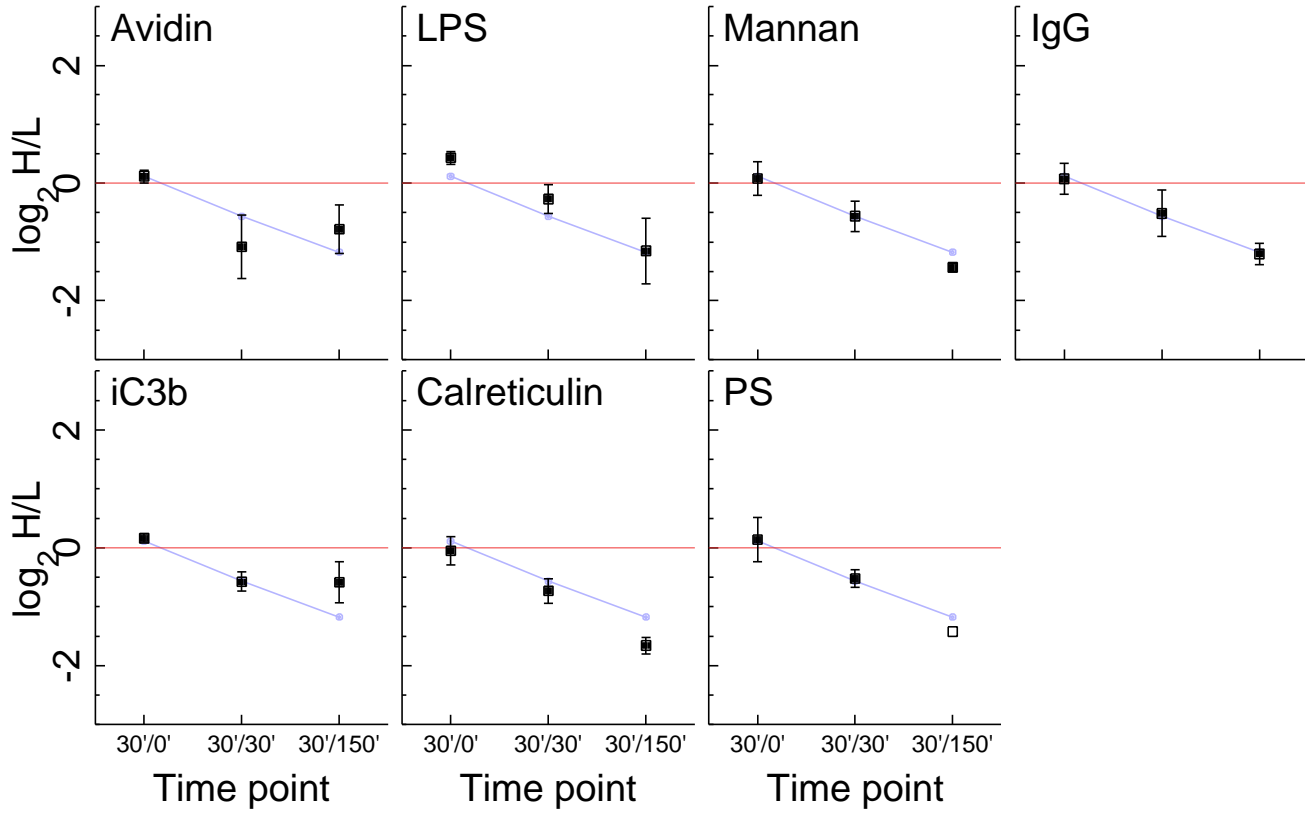 Avidin
LPS
Mannan
IgG
2
0
-2
log2 H/L
iC3b
Calreticulin
PS
2
0
-2
log2 H/L
30'/0' 30'/30' 30'/150'
30'/0' 30'/30' 30'/150'
30'/0' 30'/30' 30'/150'
Time point
Time point
Time point